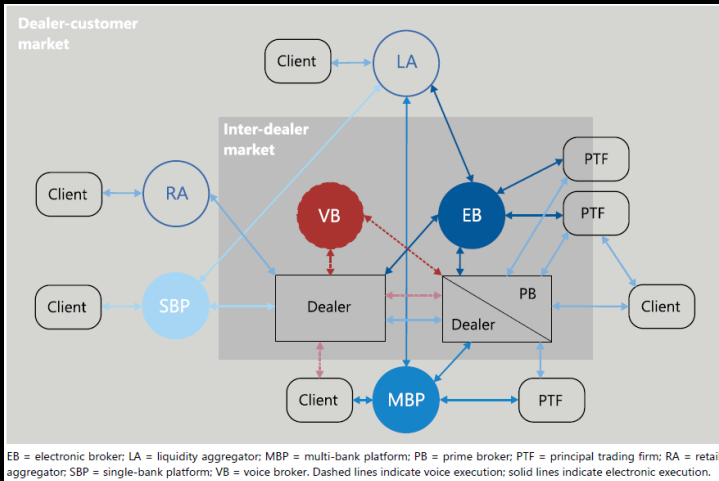 Dealer-customer
market
Client
LA
Inter-dealer
market
PTF
Client
RA
VB
EB
PTF
Client
SBP
Dealer
PB
Dealer
Client
Client
MBP
PTF
EB = electronic broker; LA = liquidity aggregator; MBP = multi-bank platform; PB = prime broker; PTF = principal trading firm; RA = retail
aggregator; SBP = single-bank platform; VB = voice broker. Dashed lines indicate voice execution; solid lines indicate electronic execution.